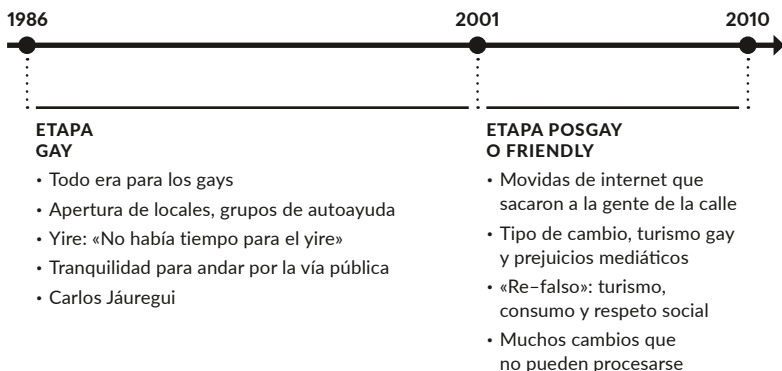 1986 2001 2010
ETAPA
GAY
• Todo era para los gays
• Apertura de locales, grupos de autoayuda
• Yire: «No había tiempo para el yire»
• Tranquilidad para andar por la vía pública
• Carlos Jáuregui
ETAPA POSGAY
O FRIENDLY
• Movidas de internet que
sacaron a la gente de la calle
• Tipo de cambio, turismo gay
y prejuicios mediáticos
• «Re–falso»: turismo,
consumo y respeto social
• Muchos cambios que
no pueden procesarse